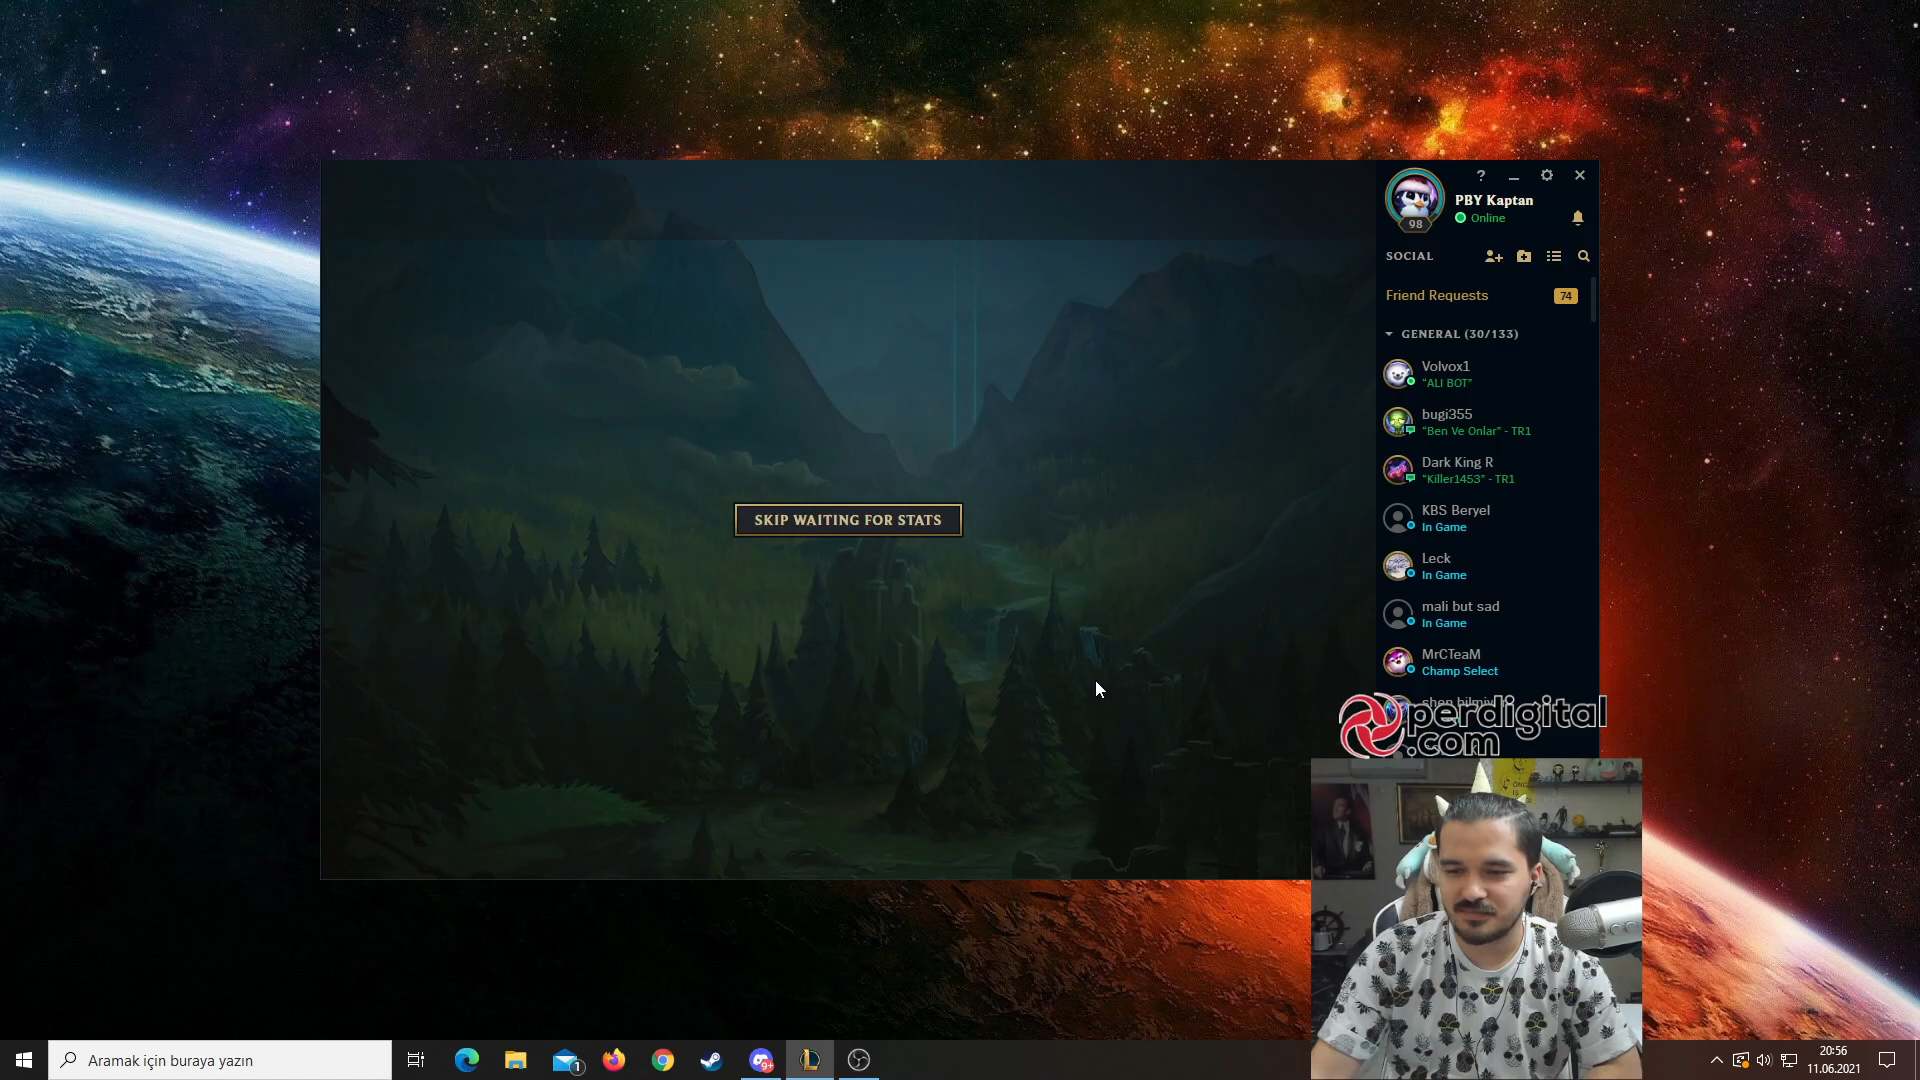 PBY Kaptan
98
Online
SOCIAL
Friend Requests
74
GENERAL (30/133)
Volvox1
"ALI BOT"
bugi355
"Ben Ve Onlar" - TR1
Dark King R
"Killer1453" - TR1
KBS Beryel
In Game
Leck
In Game
mali but sad
In Game
MrCTeaM
Champ Select
SKIP WAITING FOR STATS
perdigital
.com
Aramak için buraya yazın
1
9+
20:56
11.06.2021